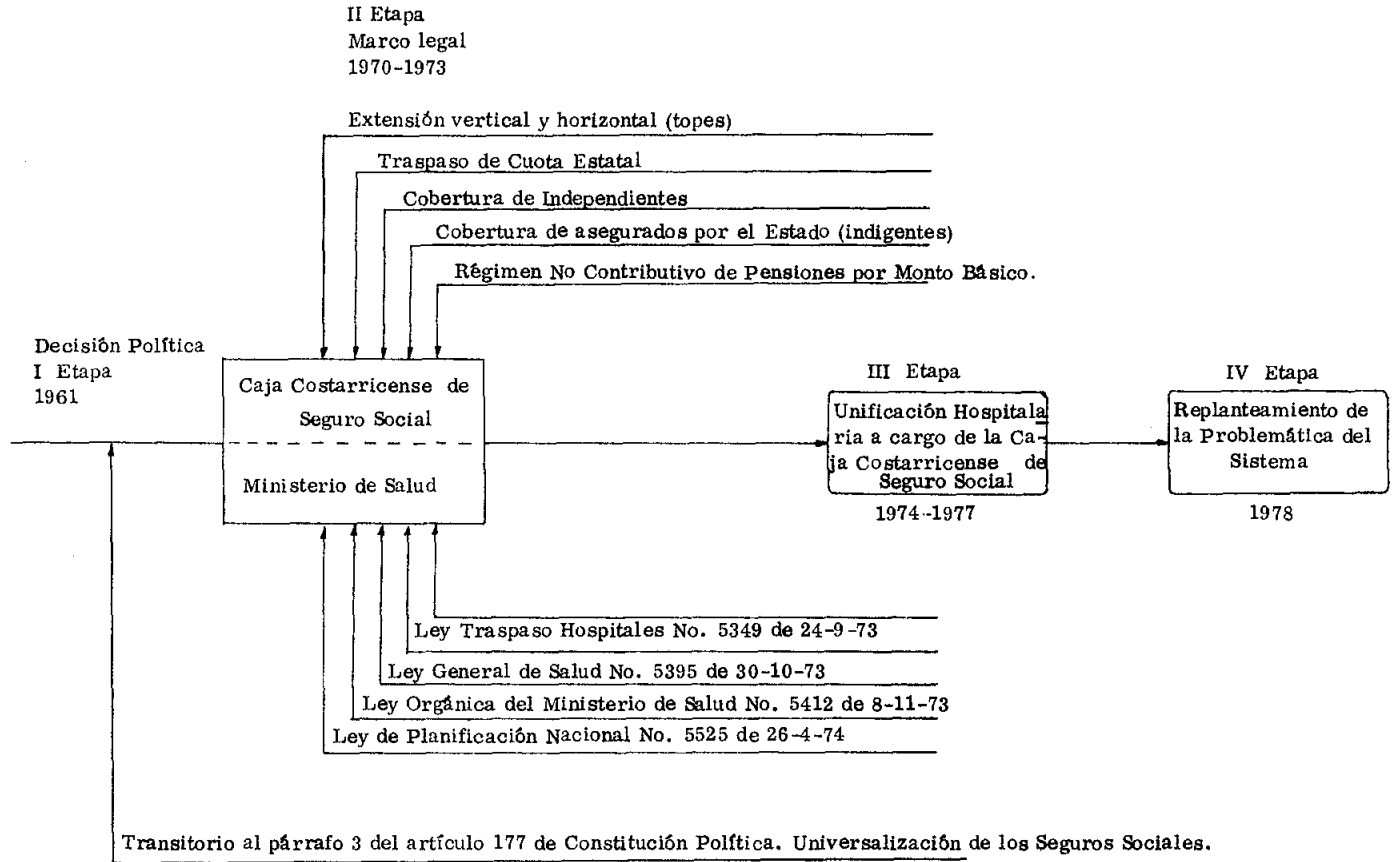 II Etapa
Marco legal
1970-1973
Extensión vertical y horizontal (topes)
Traspaso de Cuota Estatal
Cobertura de Independientes
Cobertura de asegurados por el Estado (indigentes)
Régimen No Contributivo de Pensiones por Monto Básico.
Decisión Política
I Etapa
1961
Caja Costarricense de
Seguro Social
Ministerio de Salud
III Etapa
Unificación Hospitala
ria a cargo de la Ca-
ja Costarricense de
Seguro Social
1974-1977
IV Etapa
Replanteamiento de
la Problemática del
Sistema
1978
Ley Traspaso Hospitales No. 5349 de 24-9-73
Ley General de Salud No. 5395 de 30-10-73
Ley Orgánica del Ministerio de Salud No. 5412 de 8-11-73
Ley de Planificación Nacional No. 5525 de 26-4-74
Transitorio al párrafo 3 del artículo 177 de Constitución Política. Universalización de los Seguros Sociales.